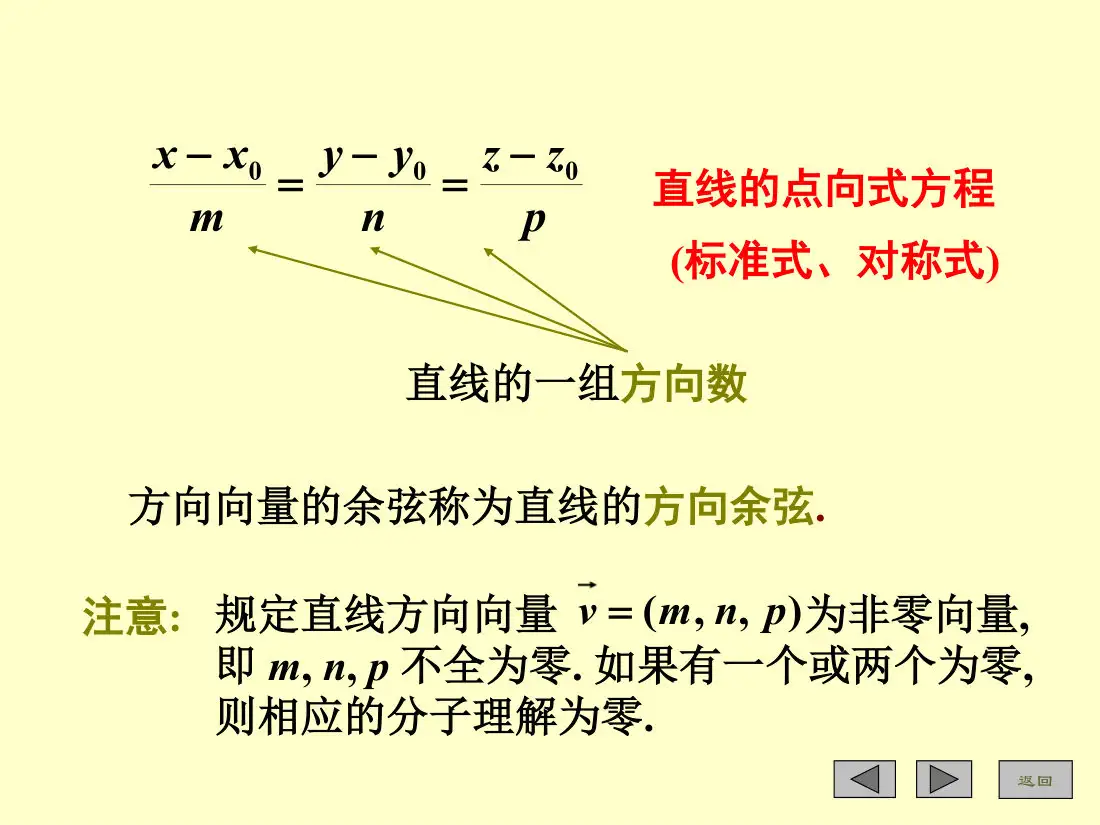 (x − x₀)/m = (y − y₀)/n = (z − z₀)/p
直线的点向式方程
(标准式、对称式)
直线的一组方向数
方向向量的余弦称为直线的方向余弦.
注意: 规定直线方向向量 v⃗ = (m, n, p)为非零向量,
即 m, n, p 不全为零. 如果有一个或两个为零,
则相应的分子理解为零.
返回